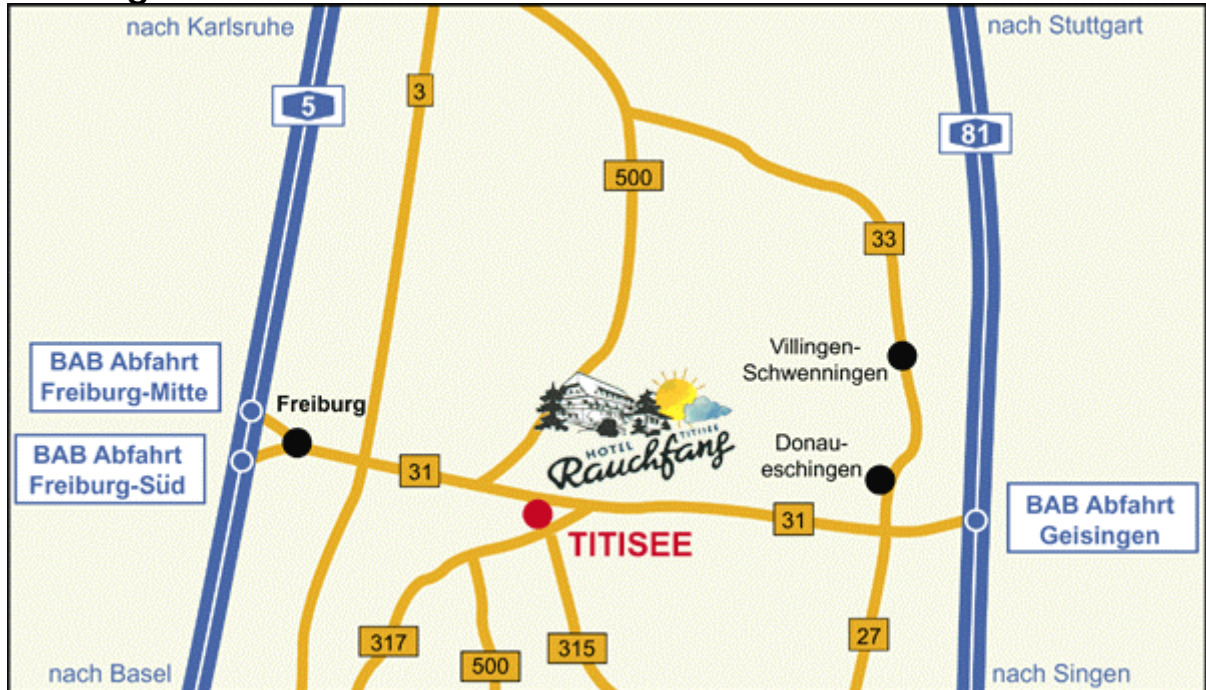 nach Karlsruhe
nach Stuttgart
5
3
81
500
33
BAB Abfahrt
Freiburg-Mitte
Villingen-
Schwenningen
Freiburg
HOTEL TITISEE
Rauchfang
BAB Abfahrt
Freiburg-Süd
31
Donau-
eschingen
31
BAB Abfahrt
Geisingen
TITISEE
317
500
315
27
nach Basel
nach Singen